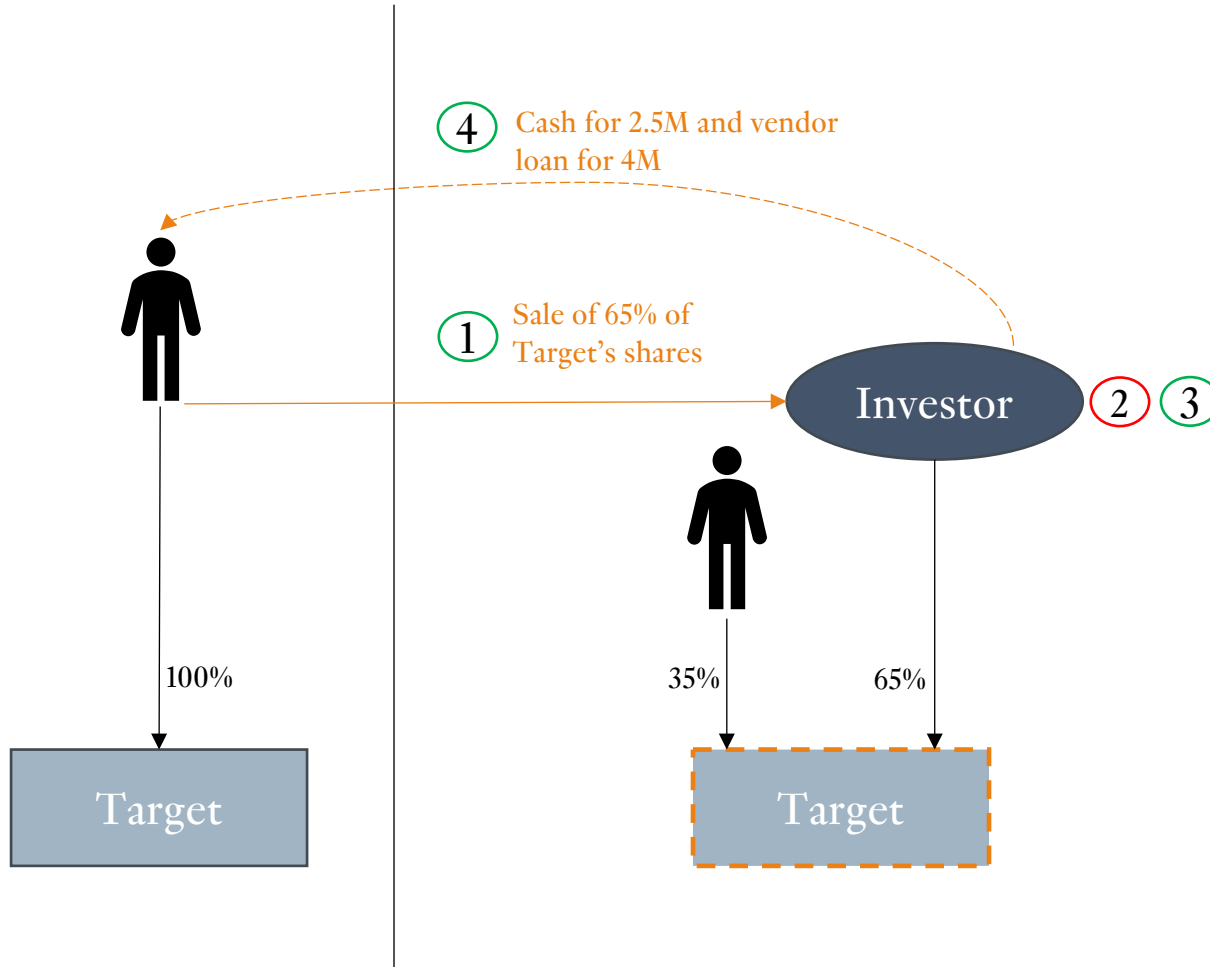 4
Cash for 2.5M and vendor
loan for 4M
1
Sale of 65% of
Target’s shares
Investor
2
3
100%
35%
65%
Target
Target